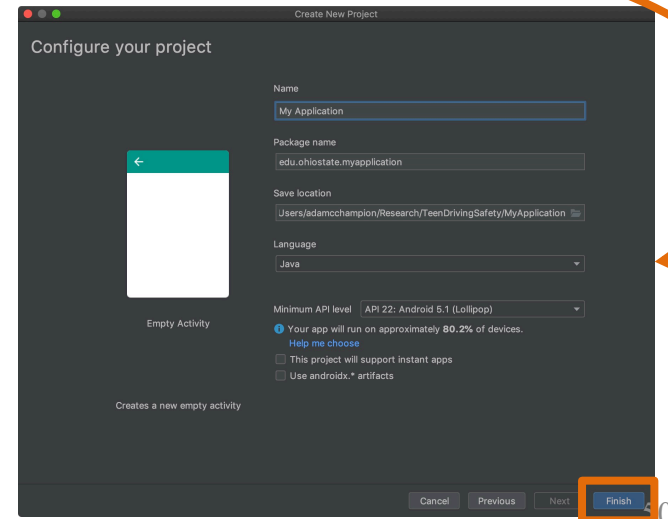 Create New Project
Configure your project
Name
My Application
Package name
edu.ohiostate.myapplication
Save location
Users/adamcchampion/Research/TeenDrivingSafety/MyApplication
Language
Java
Minimum API level API 22: Android 5.1 (Lollipop)
Empty Activity
Your app will run on approximately 80.2% of devices.
Help me choose
This project will support instant apps
Use androidx.* artifacts
Creates a new empty activity
Cancel Previous Next Finish